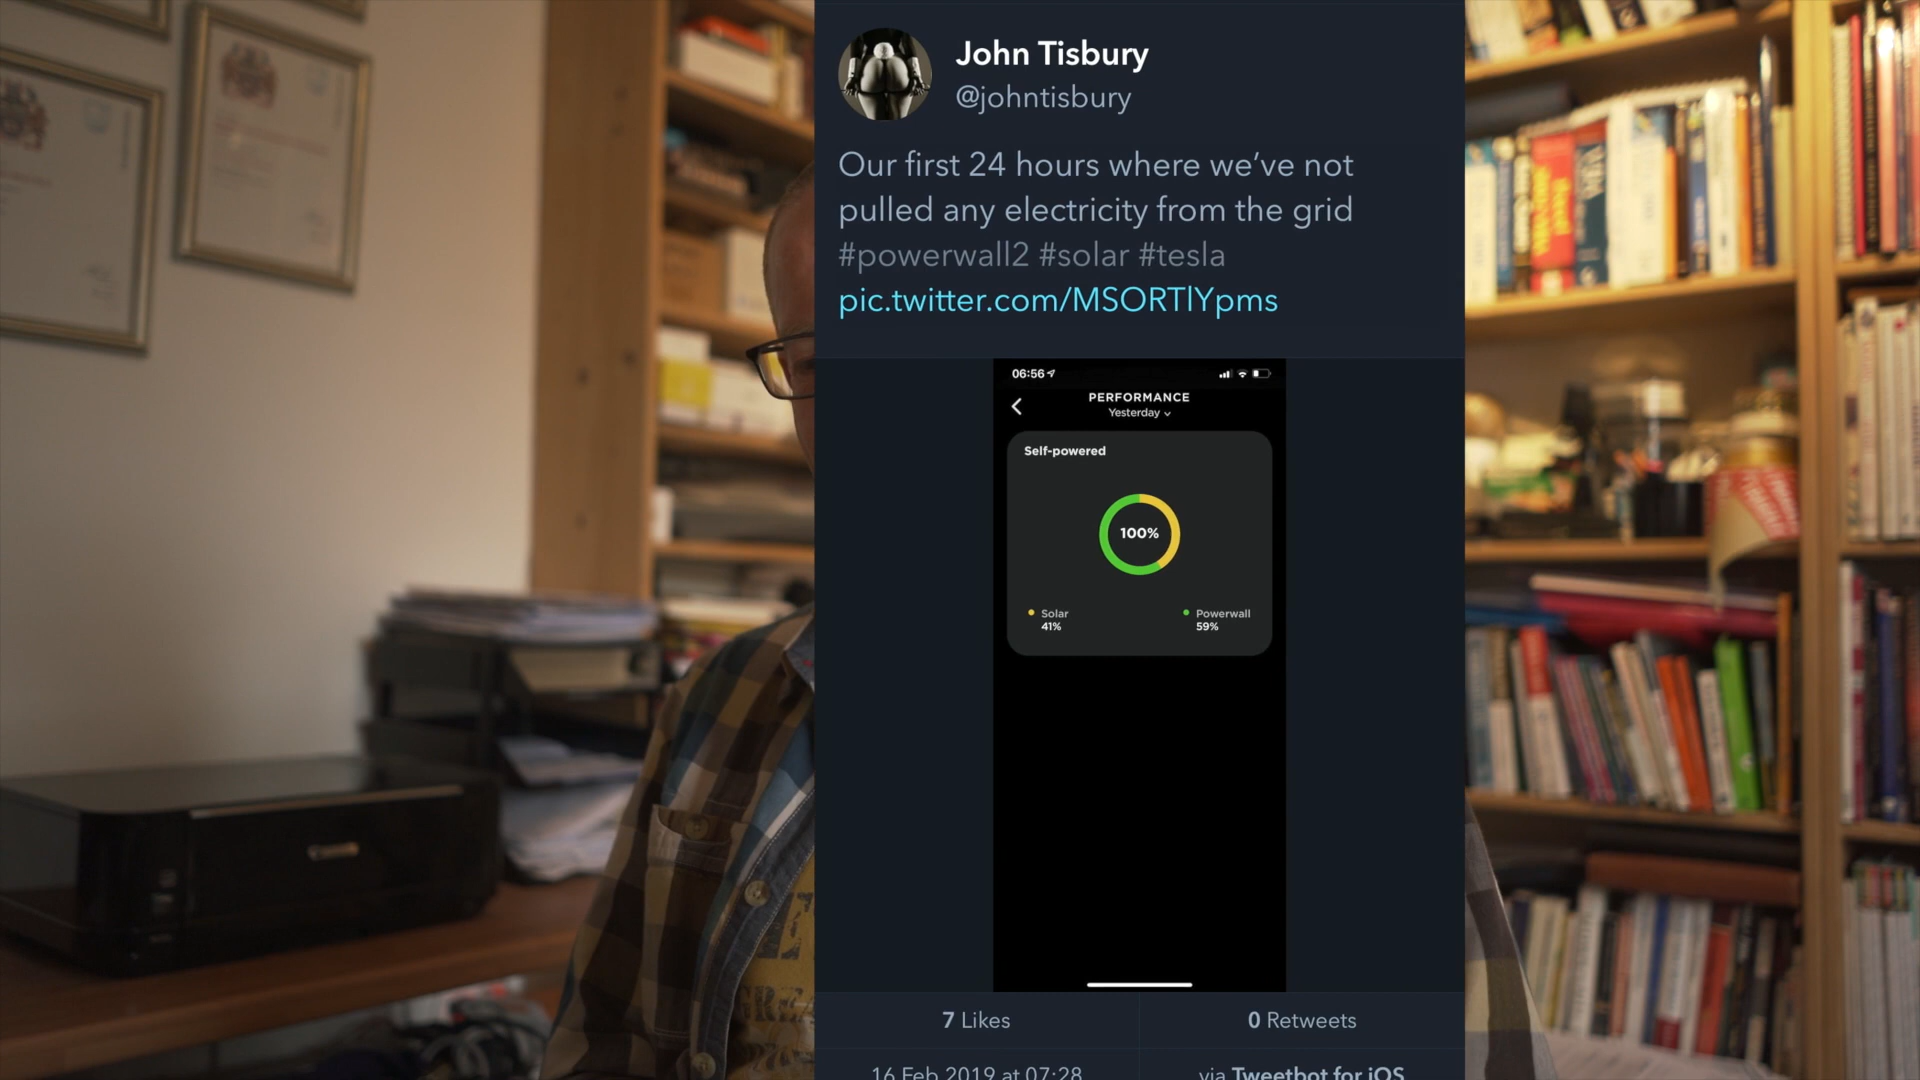 John Tisbury
@johntisbury
Our first 24 hours where we've not
pulled any electricity from the grid
#powerwall2 #solar #tesla
pic.twitter.com/MSORTlYpms
06:56
PERFORMANCE
Yesterday
Self-powered
100%
Solar
41%
Powerwall
59%
7 Likes
0 Retweets
16 Feb 2019 at 07:28
via Tweetbot for iOS
Canon